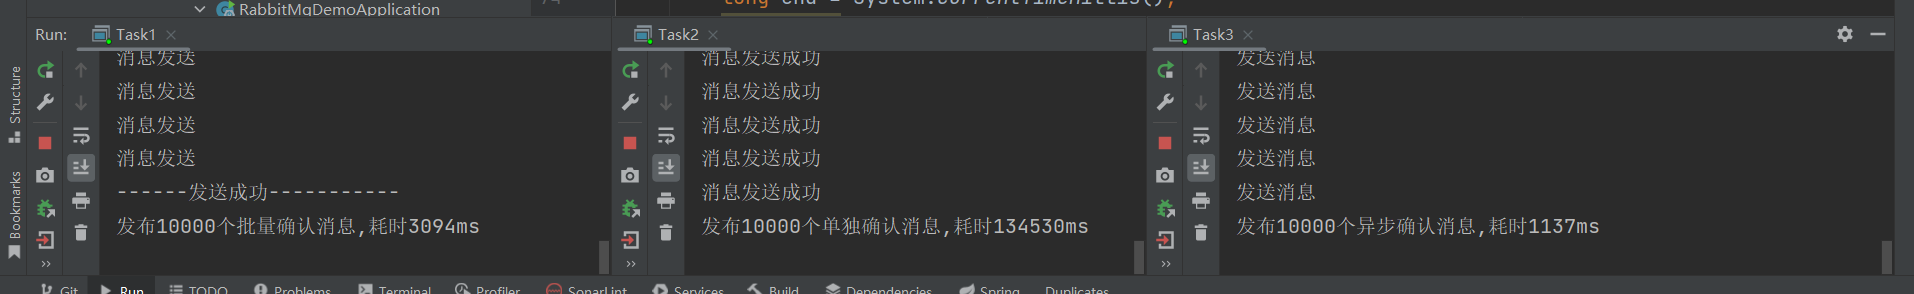 RabbitMqDemoApplication
long end = System.currentTimeMillis();
Run: Task1 Task2 Task3
Structure
Bookmarks
消息发送
消息发送
消息发送
消息发送
------发送成功-----------
发布10000个批量确认消息,耗时3094ms
消息发送成功
消息发送成功
消息发送成功
消息发送成功
消息发送成功
发布10000个单独确认消息,耗时134530ms
发送消息
发送消息
发送消息
发送消息
发送消息
发布10000个异步确认消息,耗时1137ms
Git Run TODO Problems Terminal Profiler SonarLint Services Build Dependencies Spring Duplicates